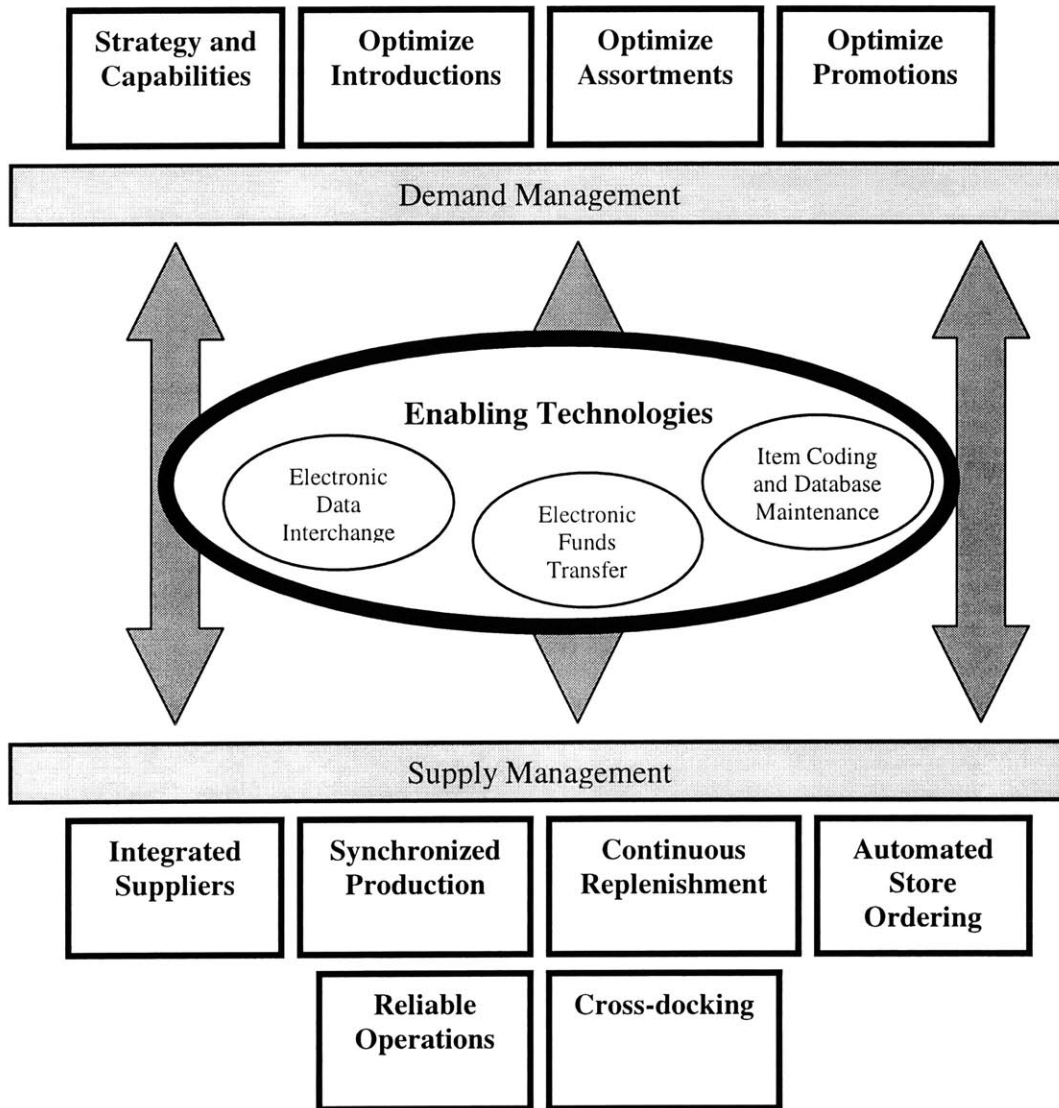 Strategy and
Capabilities
Optimize
Introductions
Optimize
Assortments
Optimize
Promotions
Demand Management
Enabling Technologies
Electronic
Data
Interchange
Electronic
Funds
Transfer
Item Coding
and Database
Maintenance
Supply Management
Integrated
Suppliers
Synchronized
Production
Continuous
Replenishment
Automated
Store
Ordering
Reliable
Operations
Cross-docking